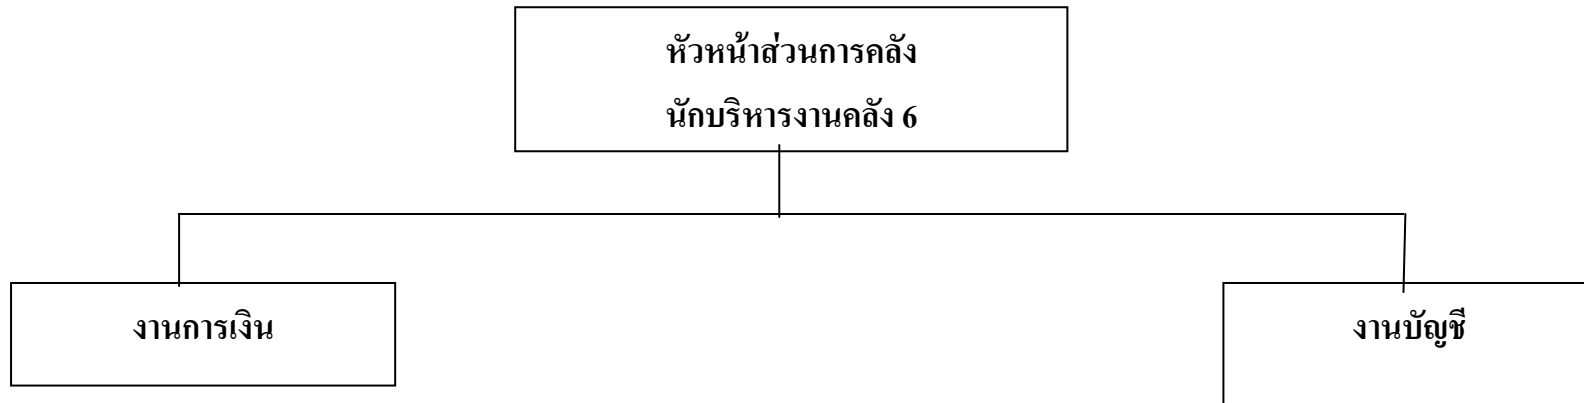 หัวหน้าส่วนการคลัง
นักบริหารงานคลัง 6
งานการเงิน
งานบัญชี